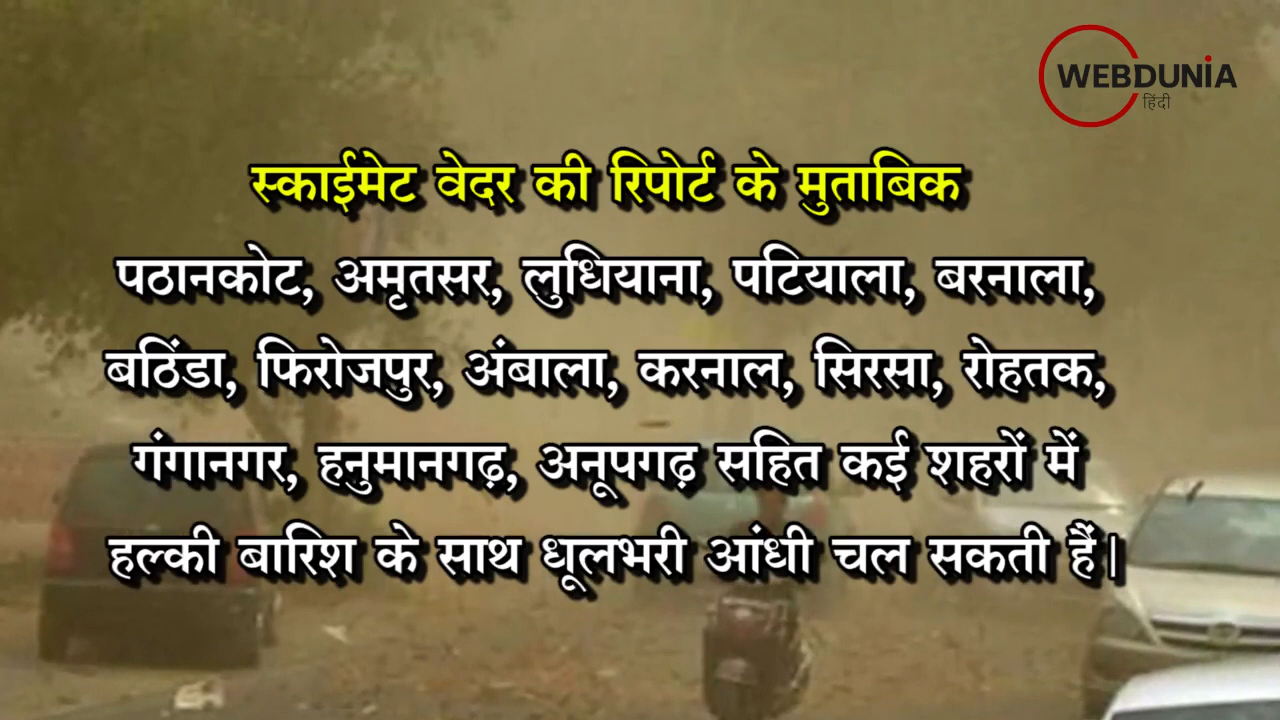 WEBDUNIA
हिंदी
स्काईमेट वेदर की रिपोर्ट के मुताबिक
पठानकोट, अमृतसर, लुधियाना, पटियाला, बरनाला,
बठिंडा, फिरोजपुर, अंबाला, करनाल, सिरसा, रोहतक,
गंगानगर, हनुमानगढ़, अनूपगढ़ सहित कई शहरों में
हल्की बारिश के साथ धूलभरी आंधी चल सकती हैं।